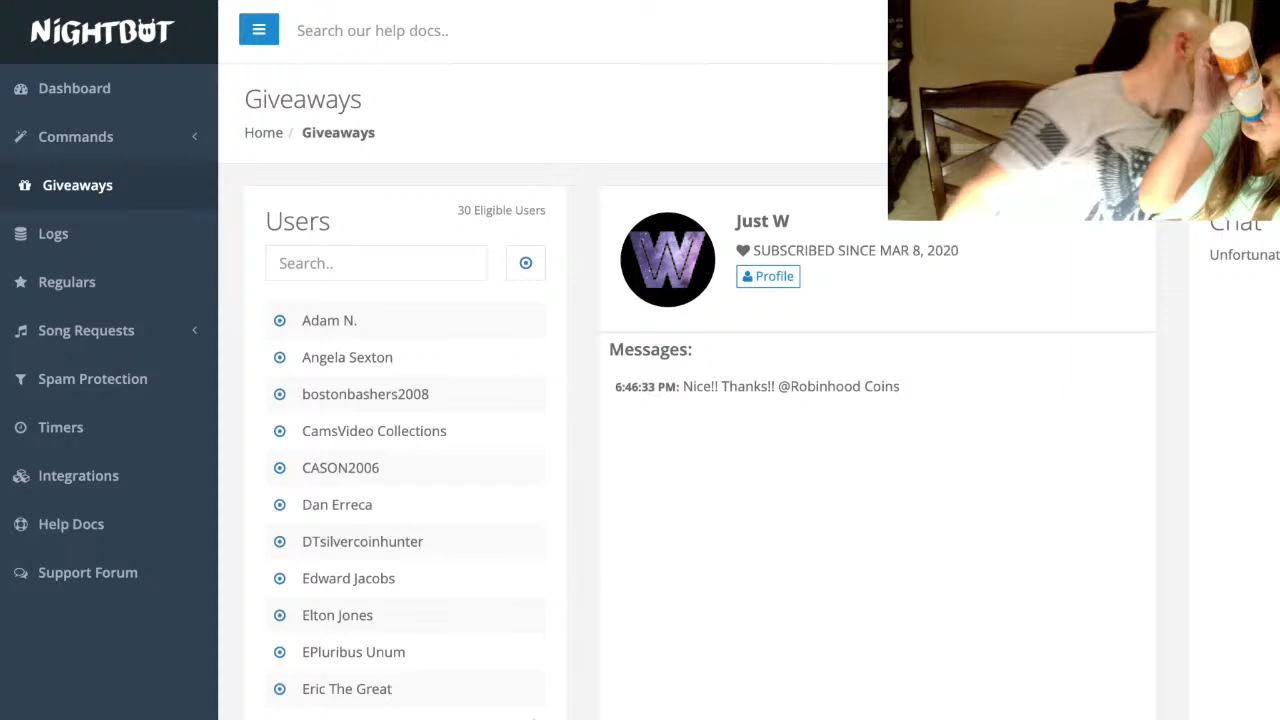 NiGHTBOT
Search our help docs..
Dashboard
Commands
Giveaways
Logs
Regulars
Song Requests
Spam Protection
Timers
Integrations
Help Docs
Support Forum
Giveaways
Home / Giveaways
Users
30 Eligible Users
Search..
Adam N.
Angela Sexton
bostonbashers2008
CamsVideo Collections
CASON2006
Dan Erreca
DTsilvercoinhunter
Edward Jacobs
Elton Jones
EPluribus Unum
Eric The Great
W
Just W
SUBSCRIBED SINCE MAR 8, 2020
Profile
Messages:
6:46:33 PM: Nice!! Thanks!! @Robinhood Coins
Chat
Unfortunat